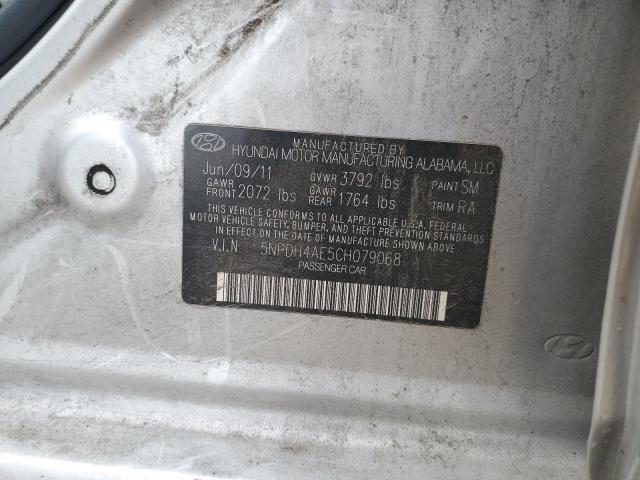 MANUFACTURED BY
HYUNDAI MOTOR MANUFACTURING ALABAMA, LLC
Jun/09/11 GVWR 3792 lbs PAINT SM
GAWR FRONT 2072 lbs GAWR REAR 1764 lbs TRIM RA
THIS VEHICLE CONFORMS TO ALL APPLICABLE U.S.A. FEDERAL
MOTOR VEHICLE SAFETY, BUMPER, AND THEFT PREVENTION STANDARDS
IN EFFECT ON THE DATE OF MANUFACTURE SHOWN ABOVE.
V.I.N 5NPDH4AE5CH079068
PASSENGER CAR